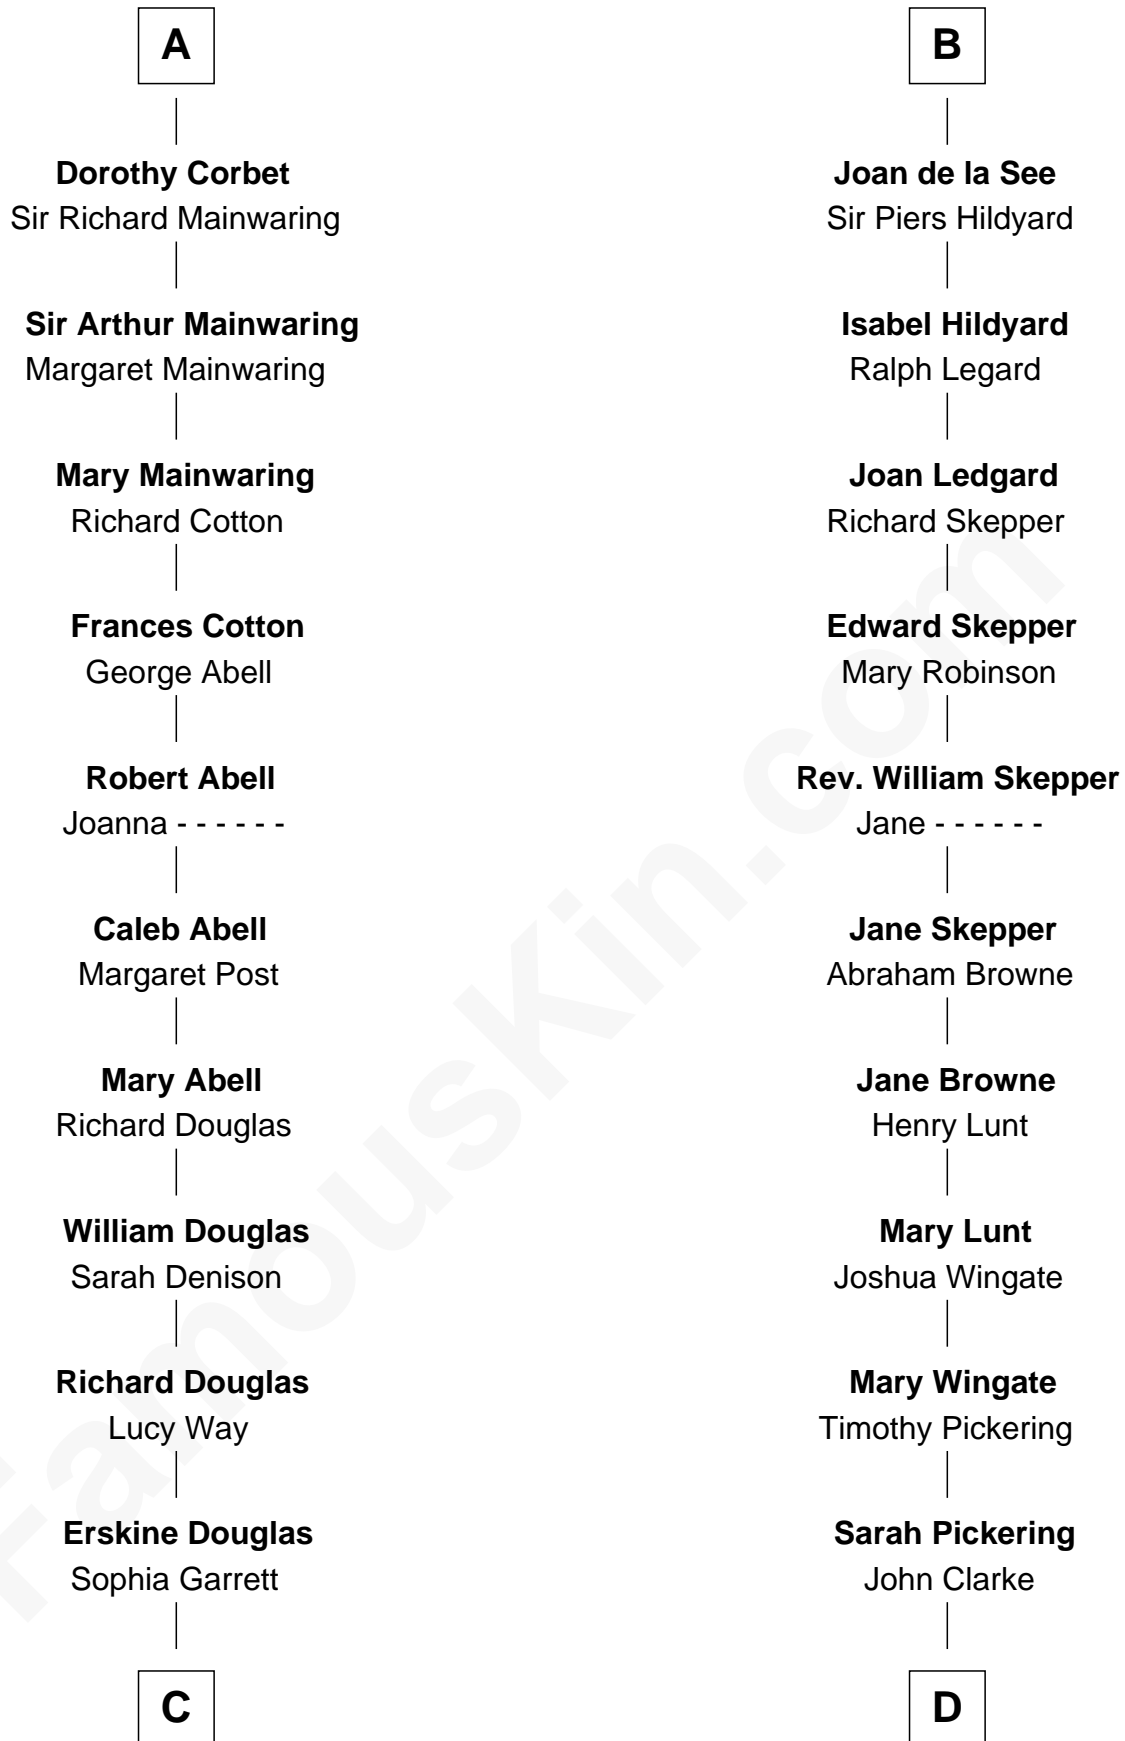 A
Dorothy Corbet
Sir Richard Mainwaring
Sir Arthur Mainwaring
Margaret Mainwaring
Mary Mainwaring
Richard Cotton
Frances Cotton
George Abell
Robert Abell
Joanna - - - - - -
Caleb Abell
Margaret Post
Mary Abell
Richard Douglas
William Douglas
Sarah Denison
Richard Douglas
Lucy Way
Erskine Douglas
Sophia Garrett
C
B
Joan de la See
Sir Piers Hildyard
Isabel Hildyard
Ralph Legard
Joan Ledgard
Richard Skepper
Edward Skepper
Mary Robinson
Rev. William Skepper
Jane - - - - - -
Jane Skepper
Abraham Browne
Jane Browne
Henry Lunt
Mary Lunt
Joshua Wingate
Mary Wingate
Timothy Pickering
Sarah Pickering
John Clarke
D
FamousKin.com